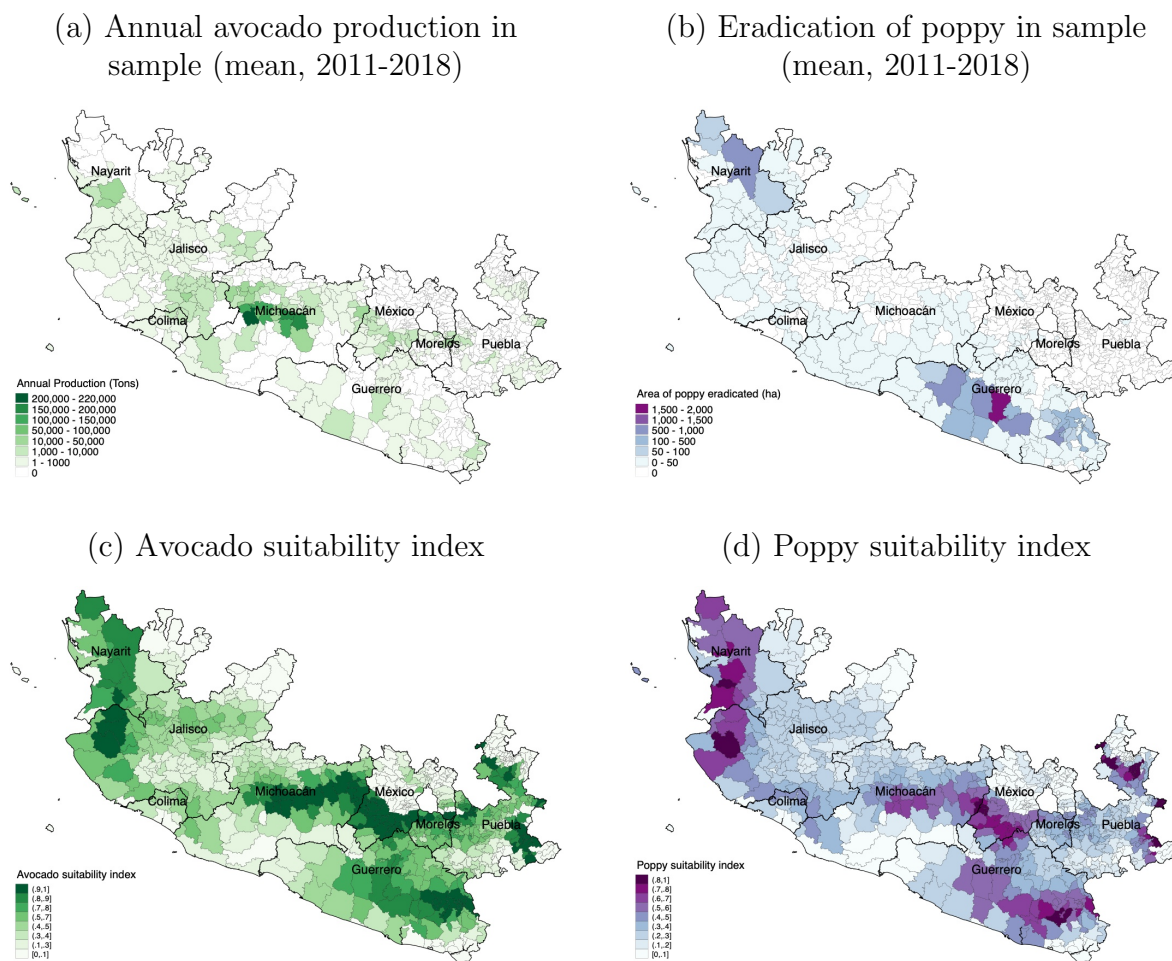 (a) Annual avocado production in
sample (mean, 2011-2018)
Nayarit
Jalisco
Colima
Michoacán
México
Morelos
Puebla
Guerrero
Annual Production (Tons)
200,000 - 220,000
150,000 - 200,000
100,000 - 150,000
50,000 - 100,000
10,000 - 50,000
1,000 - 10,000
1 - 1000
0
(b) Eradication of poppy in sample
(mean, 2011-2018)
Nayarit
Jalisco
Colima
Michoacán
México
Morelos
Puebla
Guerrero
Area of poppy eradicated (ha)
1,500 - 2,000
1,000 - 1,500
500 - 1,000
100 - 500
50 - 100
0 - 50
0
(c) Avocado suitability index
Nayarit
Jalisco
Colima
Michoacán
México
Morelos
Puebla
Guerrero
Avocado suitability index
(.9,1]
(.8,.9]
(.7,.8]
(.5,.7]
(.4,.5]
(.3,.4]
(.1,.3]
[0,.1]
(d) Poppy suitability index
Nayarit
Jalisco
Colima
Michoacán
México
Morelos
Puebla
Guerrero
Poppy suitability index
(.8,1]
(.7,.8]
(.6,.7]
(.5,.6]
(.4,.5]
(.3,.4]
(.2,.3]
(.1,.2]
[0,.1]